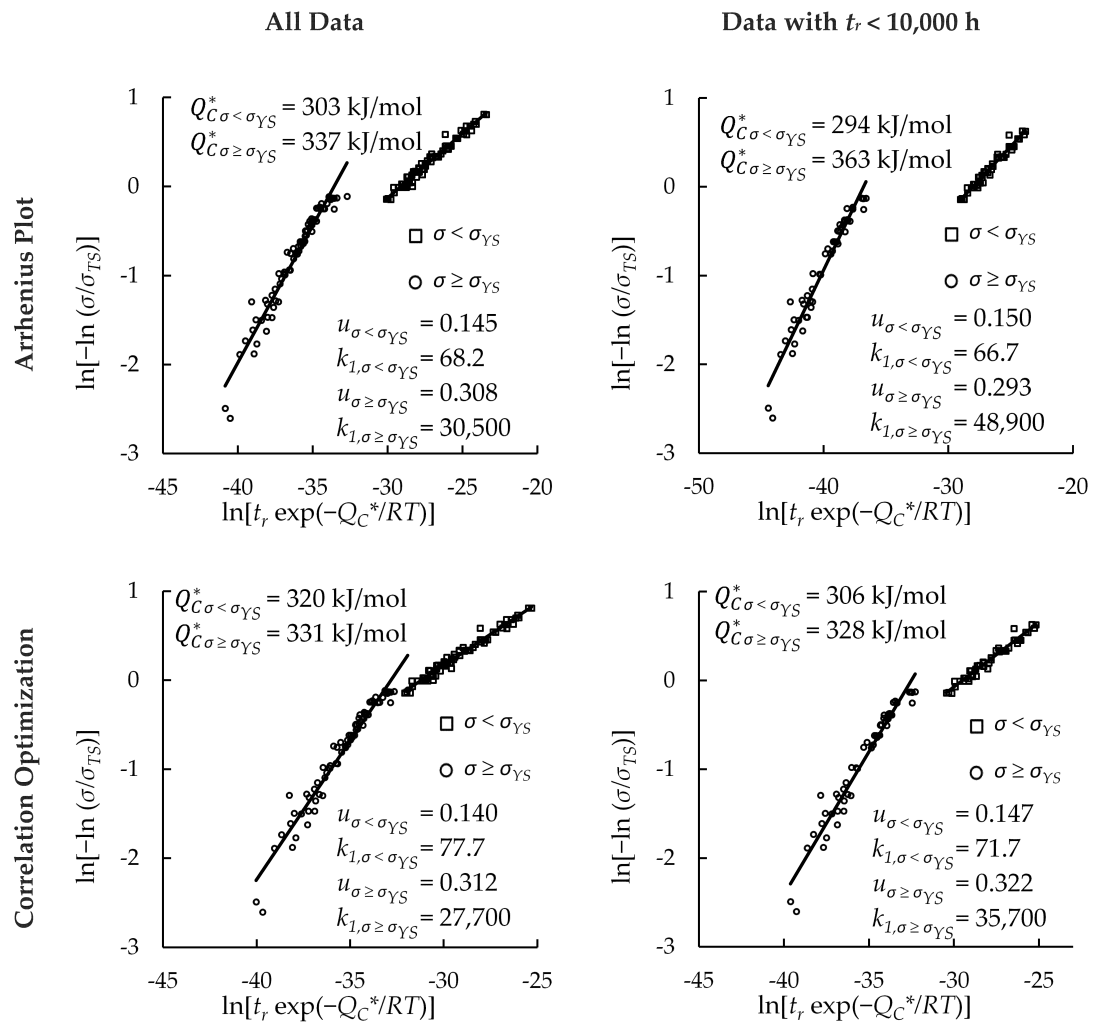 All Data
Data with tᵣ < 10,000 h
Arrhenius Plot
Q*C σ<σYS = 303 kJ/mol
Q*C σ≥σYS = 337 kJ/mol
1
0
-1
-2
-3
ln[−ln (σ/σTS)]
σ < σYS
σ ≥ σYS
uσ<σYS = 0.145
k1,σ<σYS = 68.2
uσ≥σYS = 0.308
k1,σ≥σYS = 30,500
-45 -40 -35 -30 -25 -20
ln[tr exp(−QC*/RT)]
Q*C σ<σYS = 294 kJ/mol
Q*C σ≥σYS = 363 kJ/mol
1
0
-1
-2
-3
ln[−ln (σ/σTS)]
σ < σYS
σ ≥ σYS
uσ<σYS = 0.150
k1,σ<σYS = 66.7
uσ≥σYS = 0.293
k1,σ≥σYS = 48,900
-50 -40 -30 -20
ln[tr exp(−QC*/RT)]
Correlation Optimization
Q*C σ<σYS = 320 kJ/mol
Q*C σ≥σYS = 331 kJ/mol
1
0
-1
-2
-3
ln[−ln (σ/σTS)]
σ < σYS
σ ≥ σYS
uσ<σYS = 0.140
k1,σ<σYS = 77.7
uσ≥σYS = 0.312
k1,σ≥σYS = 27,700
-45 -40 -35 -30 -25
ln[tr exp(−QC*/RT)]
Q*C σ<σYS = 306 kJ/mol
Q*C σ≥σYS = 328 kJ/mol
1
0
-1
-2
-3
ln[−ln (σ/σTS)]
σ < σYS
σ ≥ σYS
uσ<σYS = 0.147
k1,σ<σYS = 71.7
uσ≥σYS = 0.322
k1,σ≥σYS = 35,700
-45 -40 -35 -30 -25
ln[tr exp(−QC*/RT)]